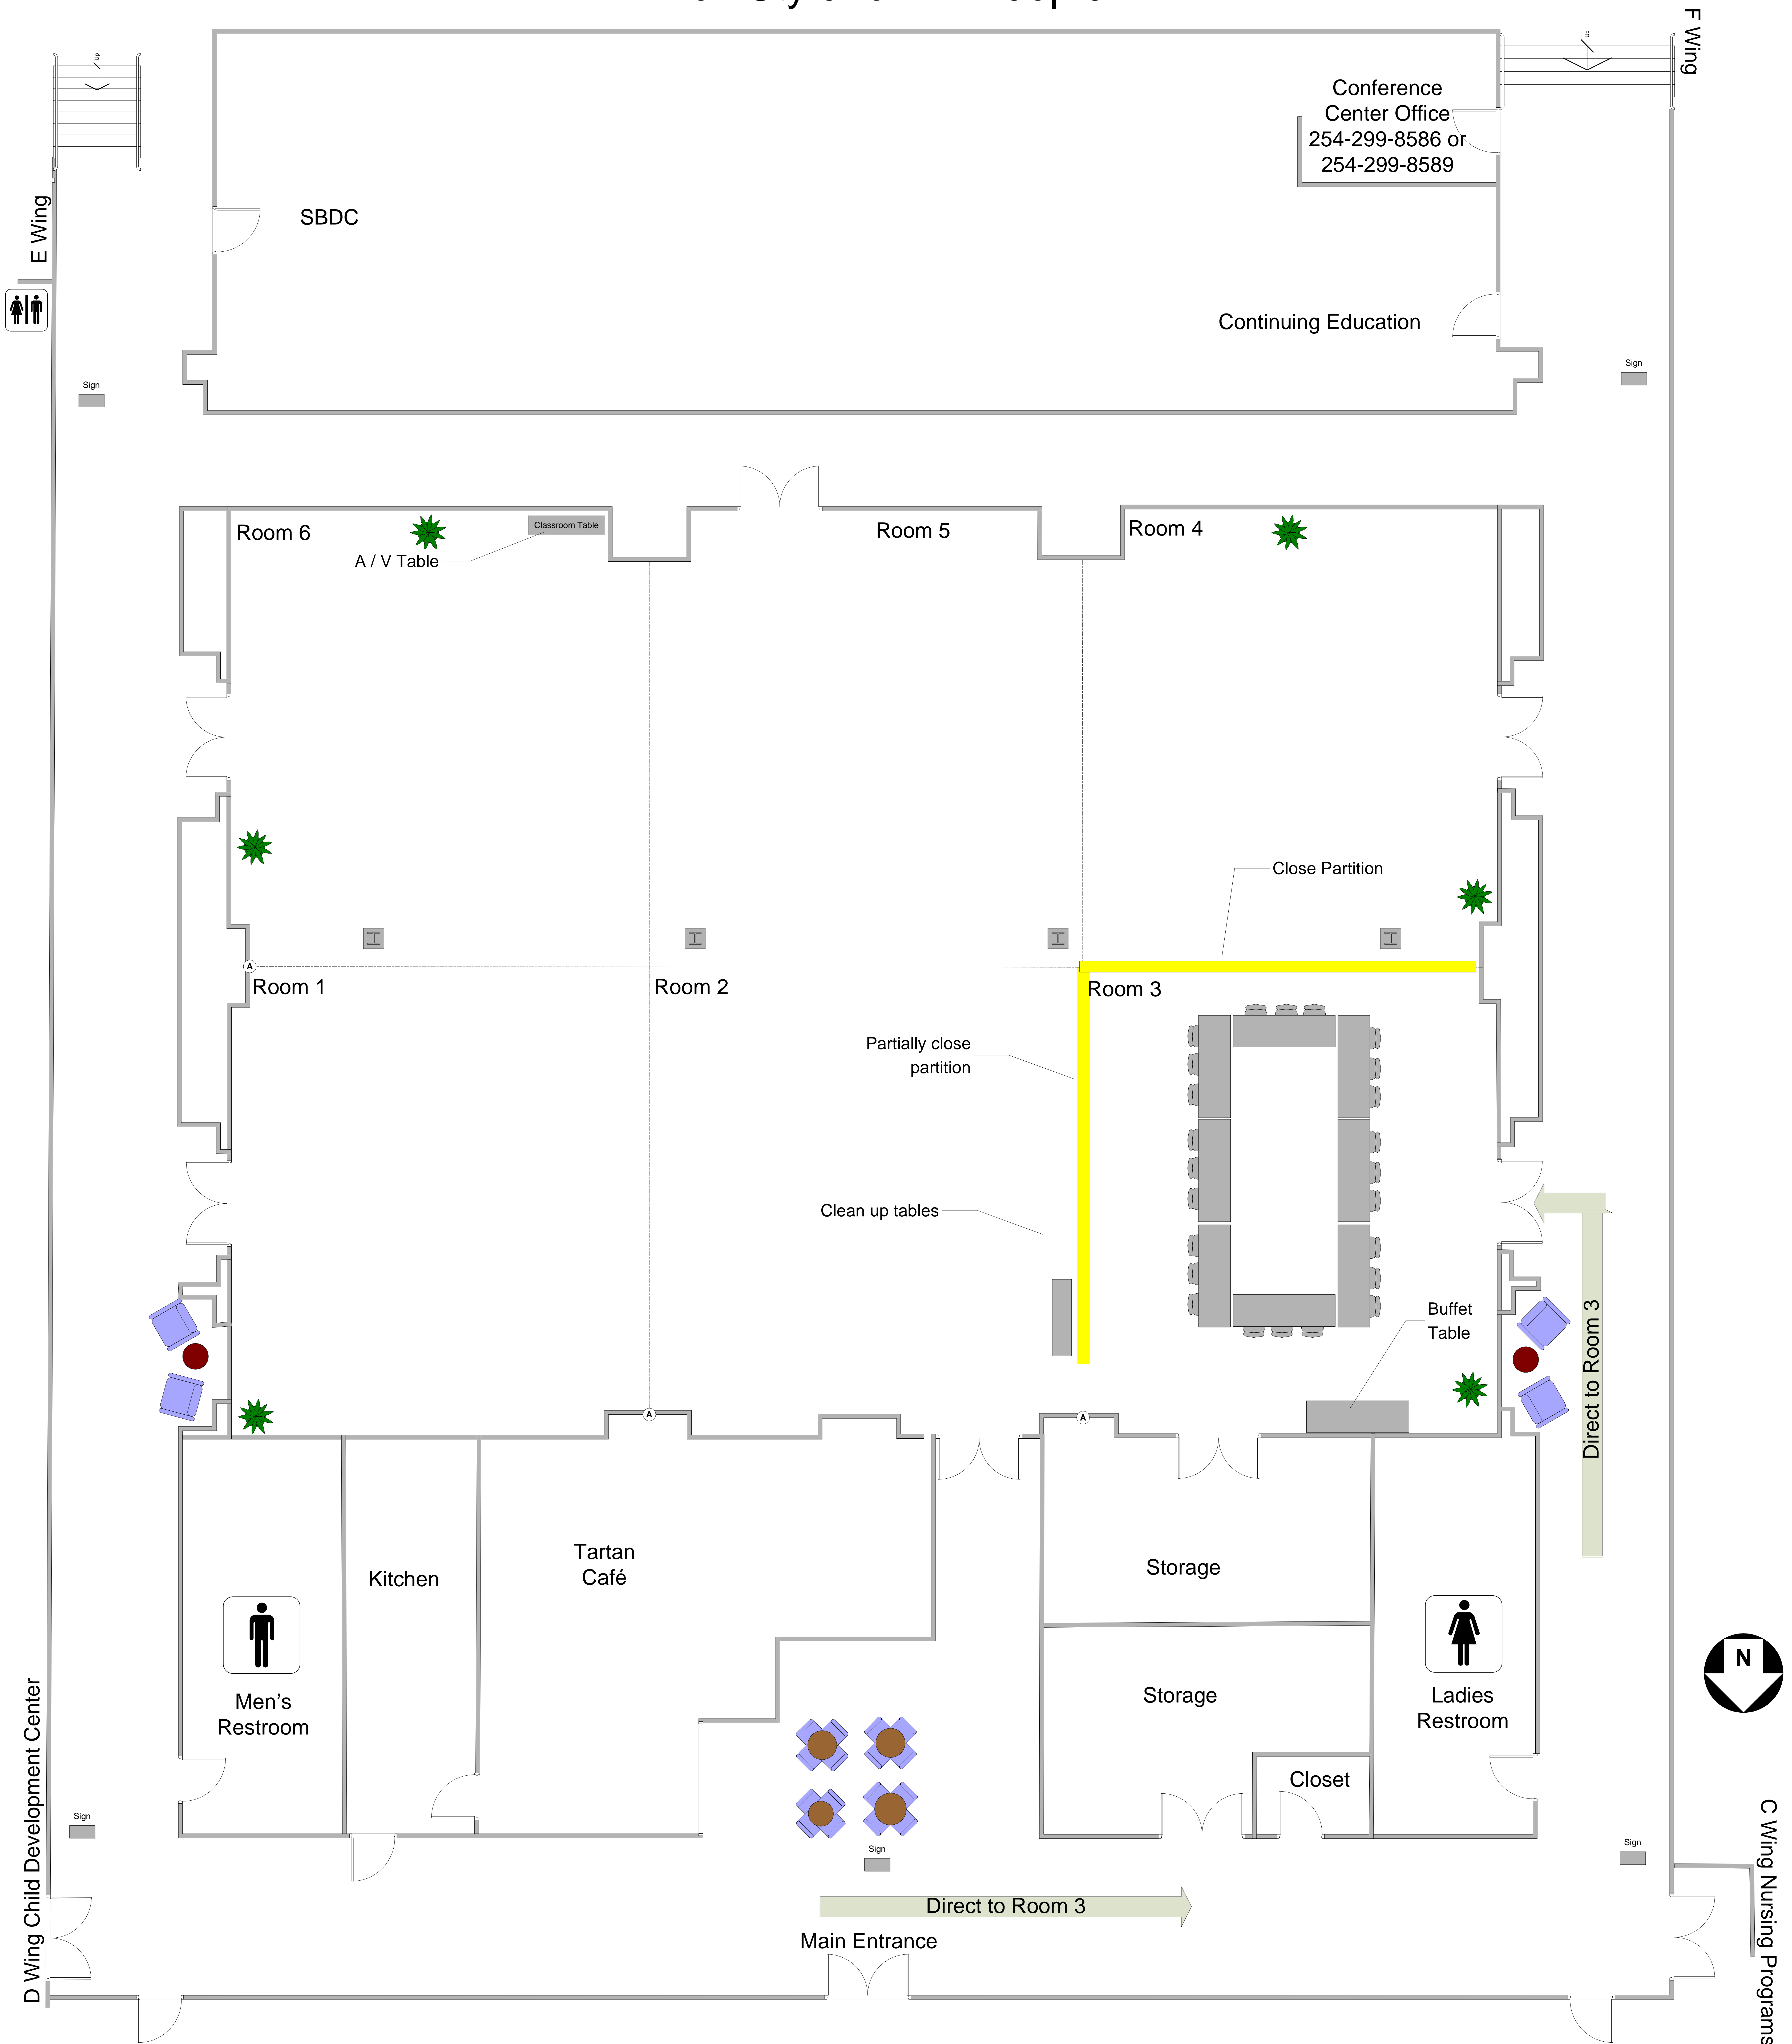 F Wing
up
up
Conference
Center Office
254-299-8586 or
254-299-8589
E Wing
SBDC
Continuing Education
Sign
Sign
Room 6
Classroom Table
Room 5
Room 4
A / V Table
Close Partition
A
Room 1
Room 2
Room 3
Partially close
partition
Clean up tables
Buffet
Table
Direct to Room 3
A
A
Tartan
Café
Kitchen
Storage
N
Men's
Restroom
Storage
Ladies
Restroom
Closet
D Wing Child Development Center
C Wing Nursing Programs
Sign
Sign
Sign
Direct to Room 3
Main Entrance